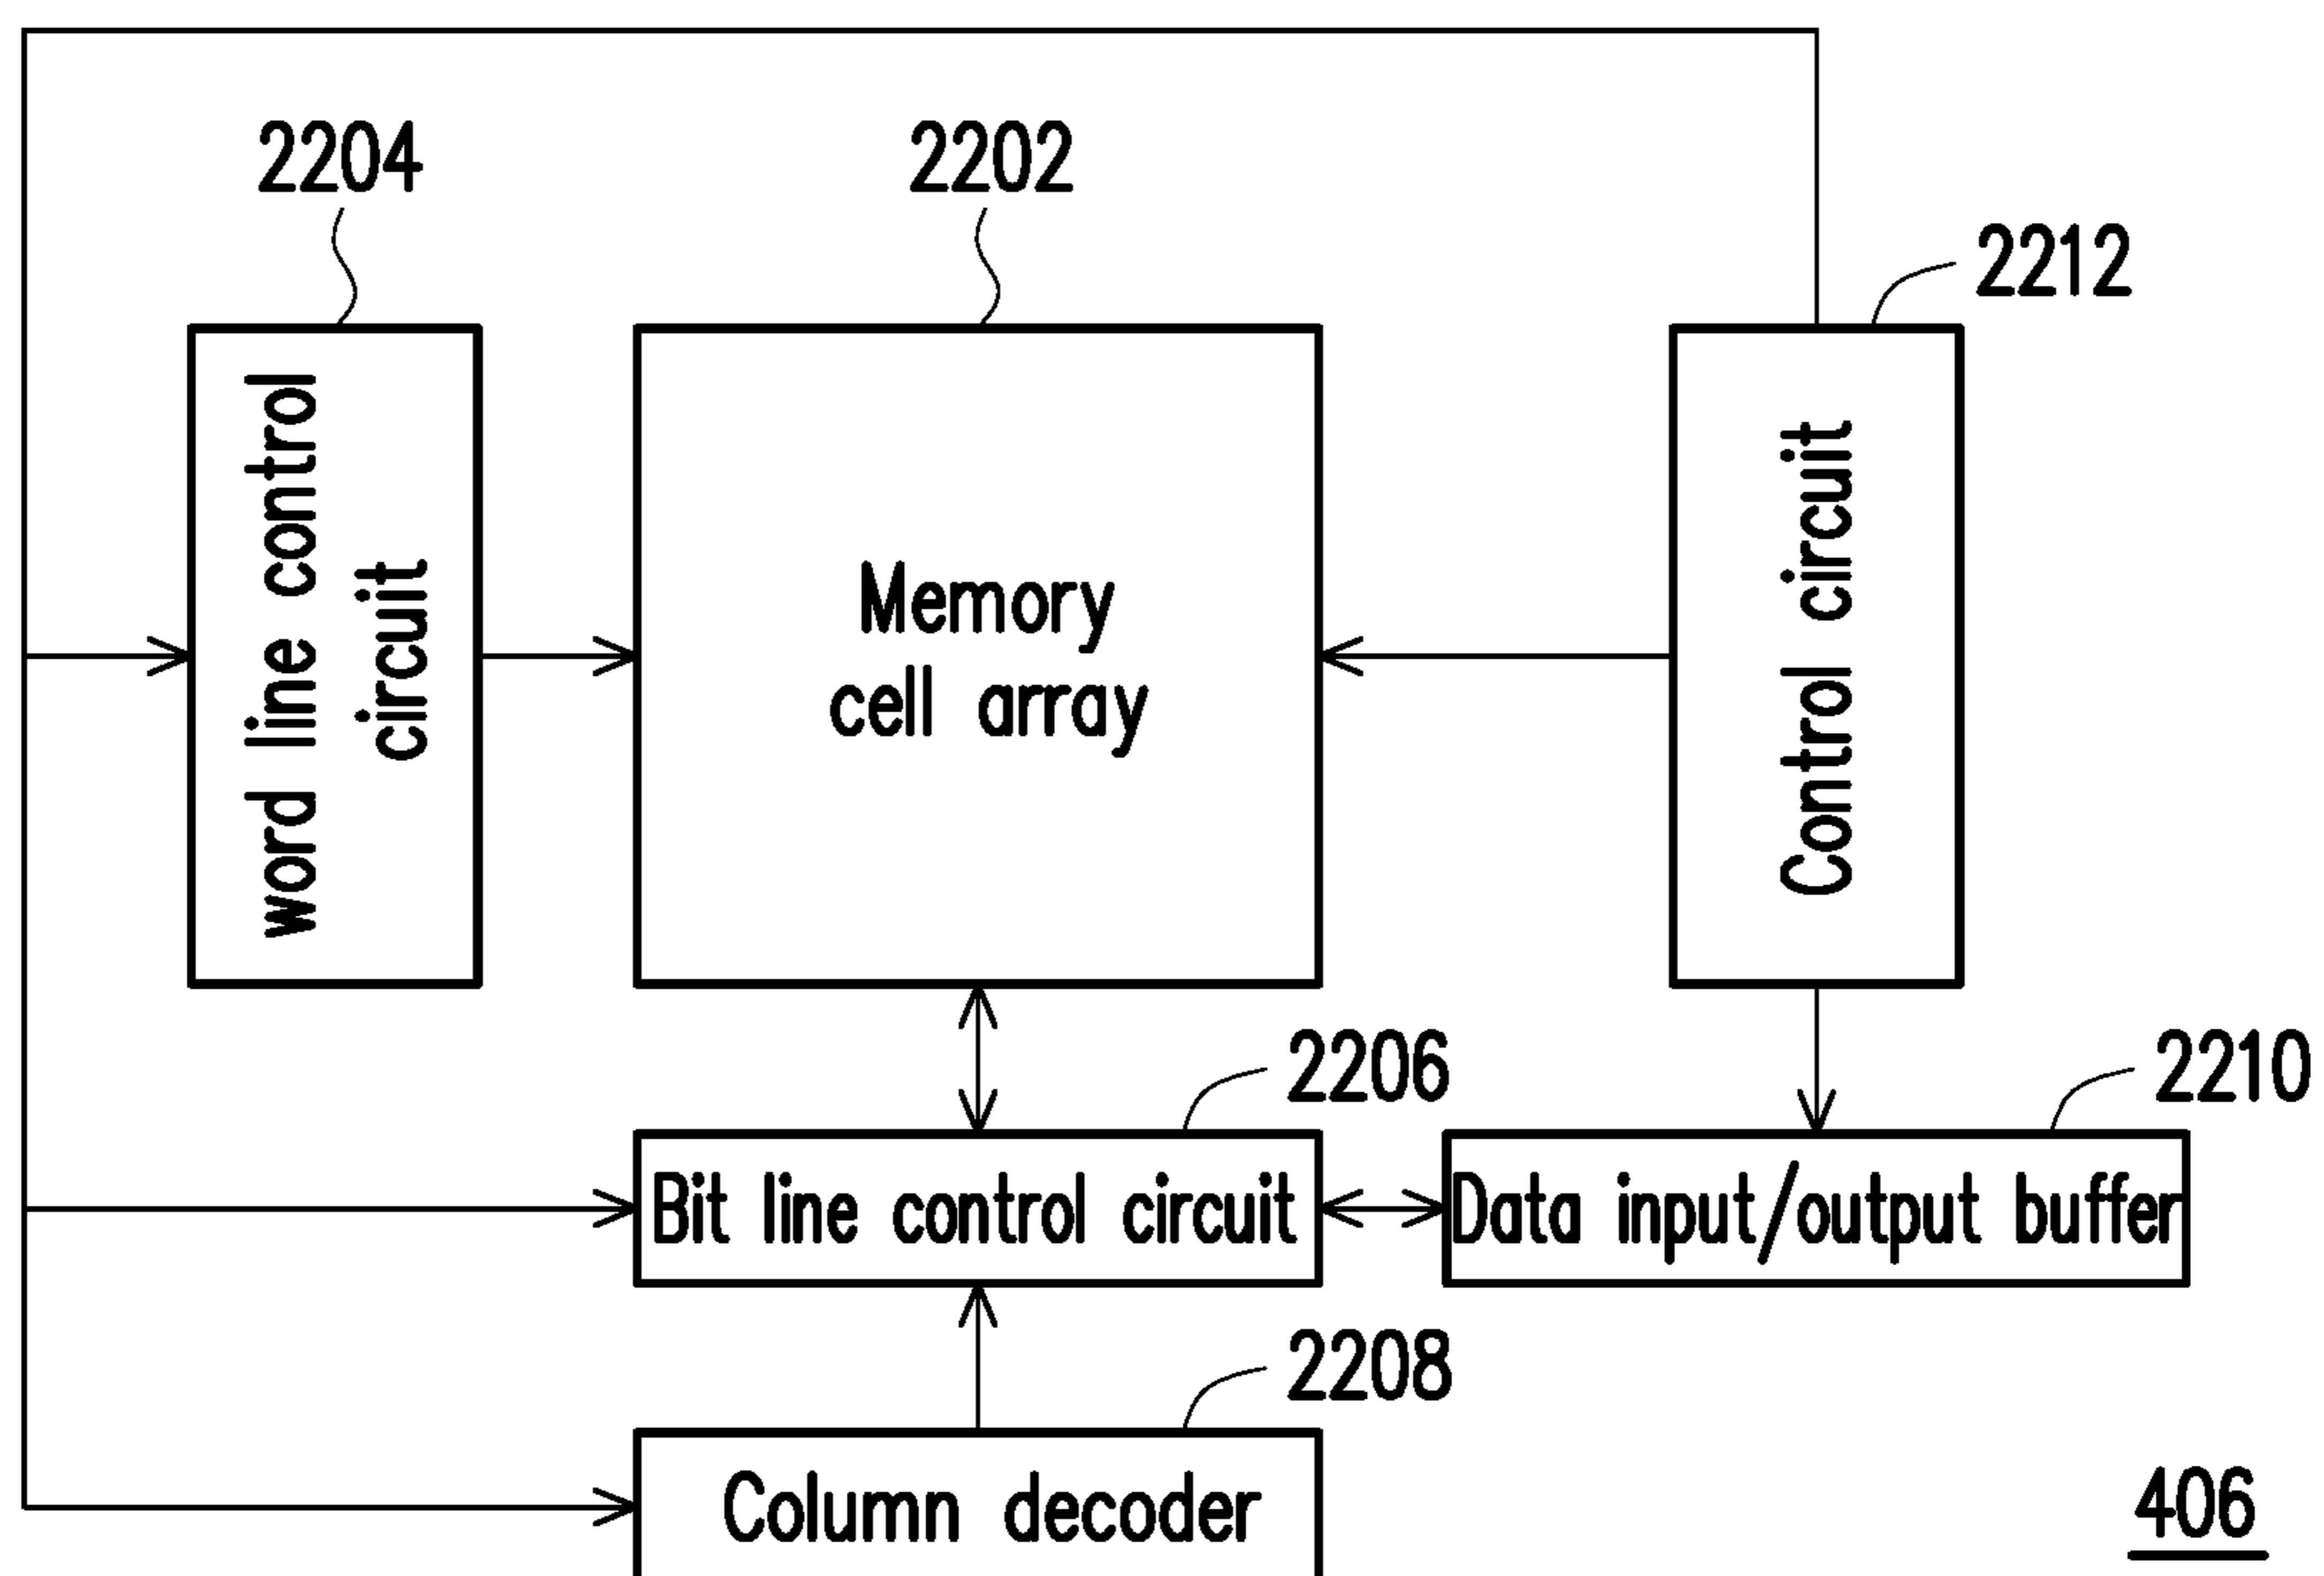 2204
2202
2212
word line control
circuit
Memory
cell array
Control circuit
2206
2210
Bit line control circuit
Data input/output buffer
2208
Column decoder
406